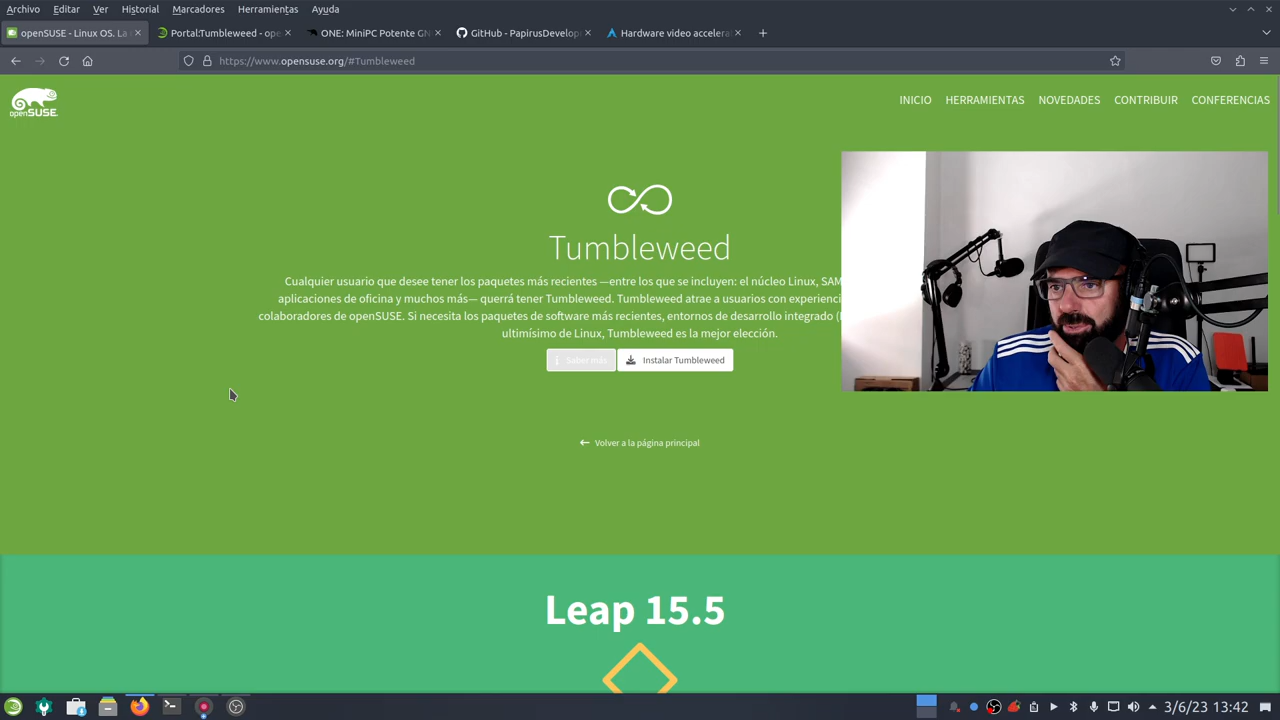 Archivo Editar Ver Historial Marcadores Herramientas Ayuda
openSUSE - Linux OS. La
Portal:Tumbleweed - ope
ONE: MiniPC Potente GN
GitHub - PapirusDevelop
Hardware video accelera
https://www.opensuse.org/#Tumbleweed
openSUSE
INICIO HERRAMIENTAS NOVEDADES CONTRIBUIR CONFERENCIAS
Tumbleweed
Cualquier usuario que desee tener los paquetes más recientes —entre los que se incluyen: el núcleo Linux, SAM
aplicaciones de oficina y muchos más— querrá tener Tumbleweed. Tumbleweed atrae a usuarios con experienci
colaboradores de openSUSE. Si necesita los paquetes de software más recientes, entornos de desarrollo integrado (
ultimísimo de Linux, Tumbleweed es la mejor elección.
Saber más Instalar Tumbleweed
Volver a la página principal
Leap 15.5
3/6/23 13:42